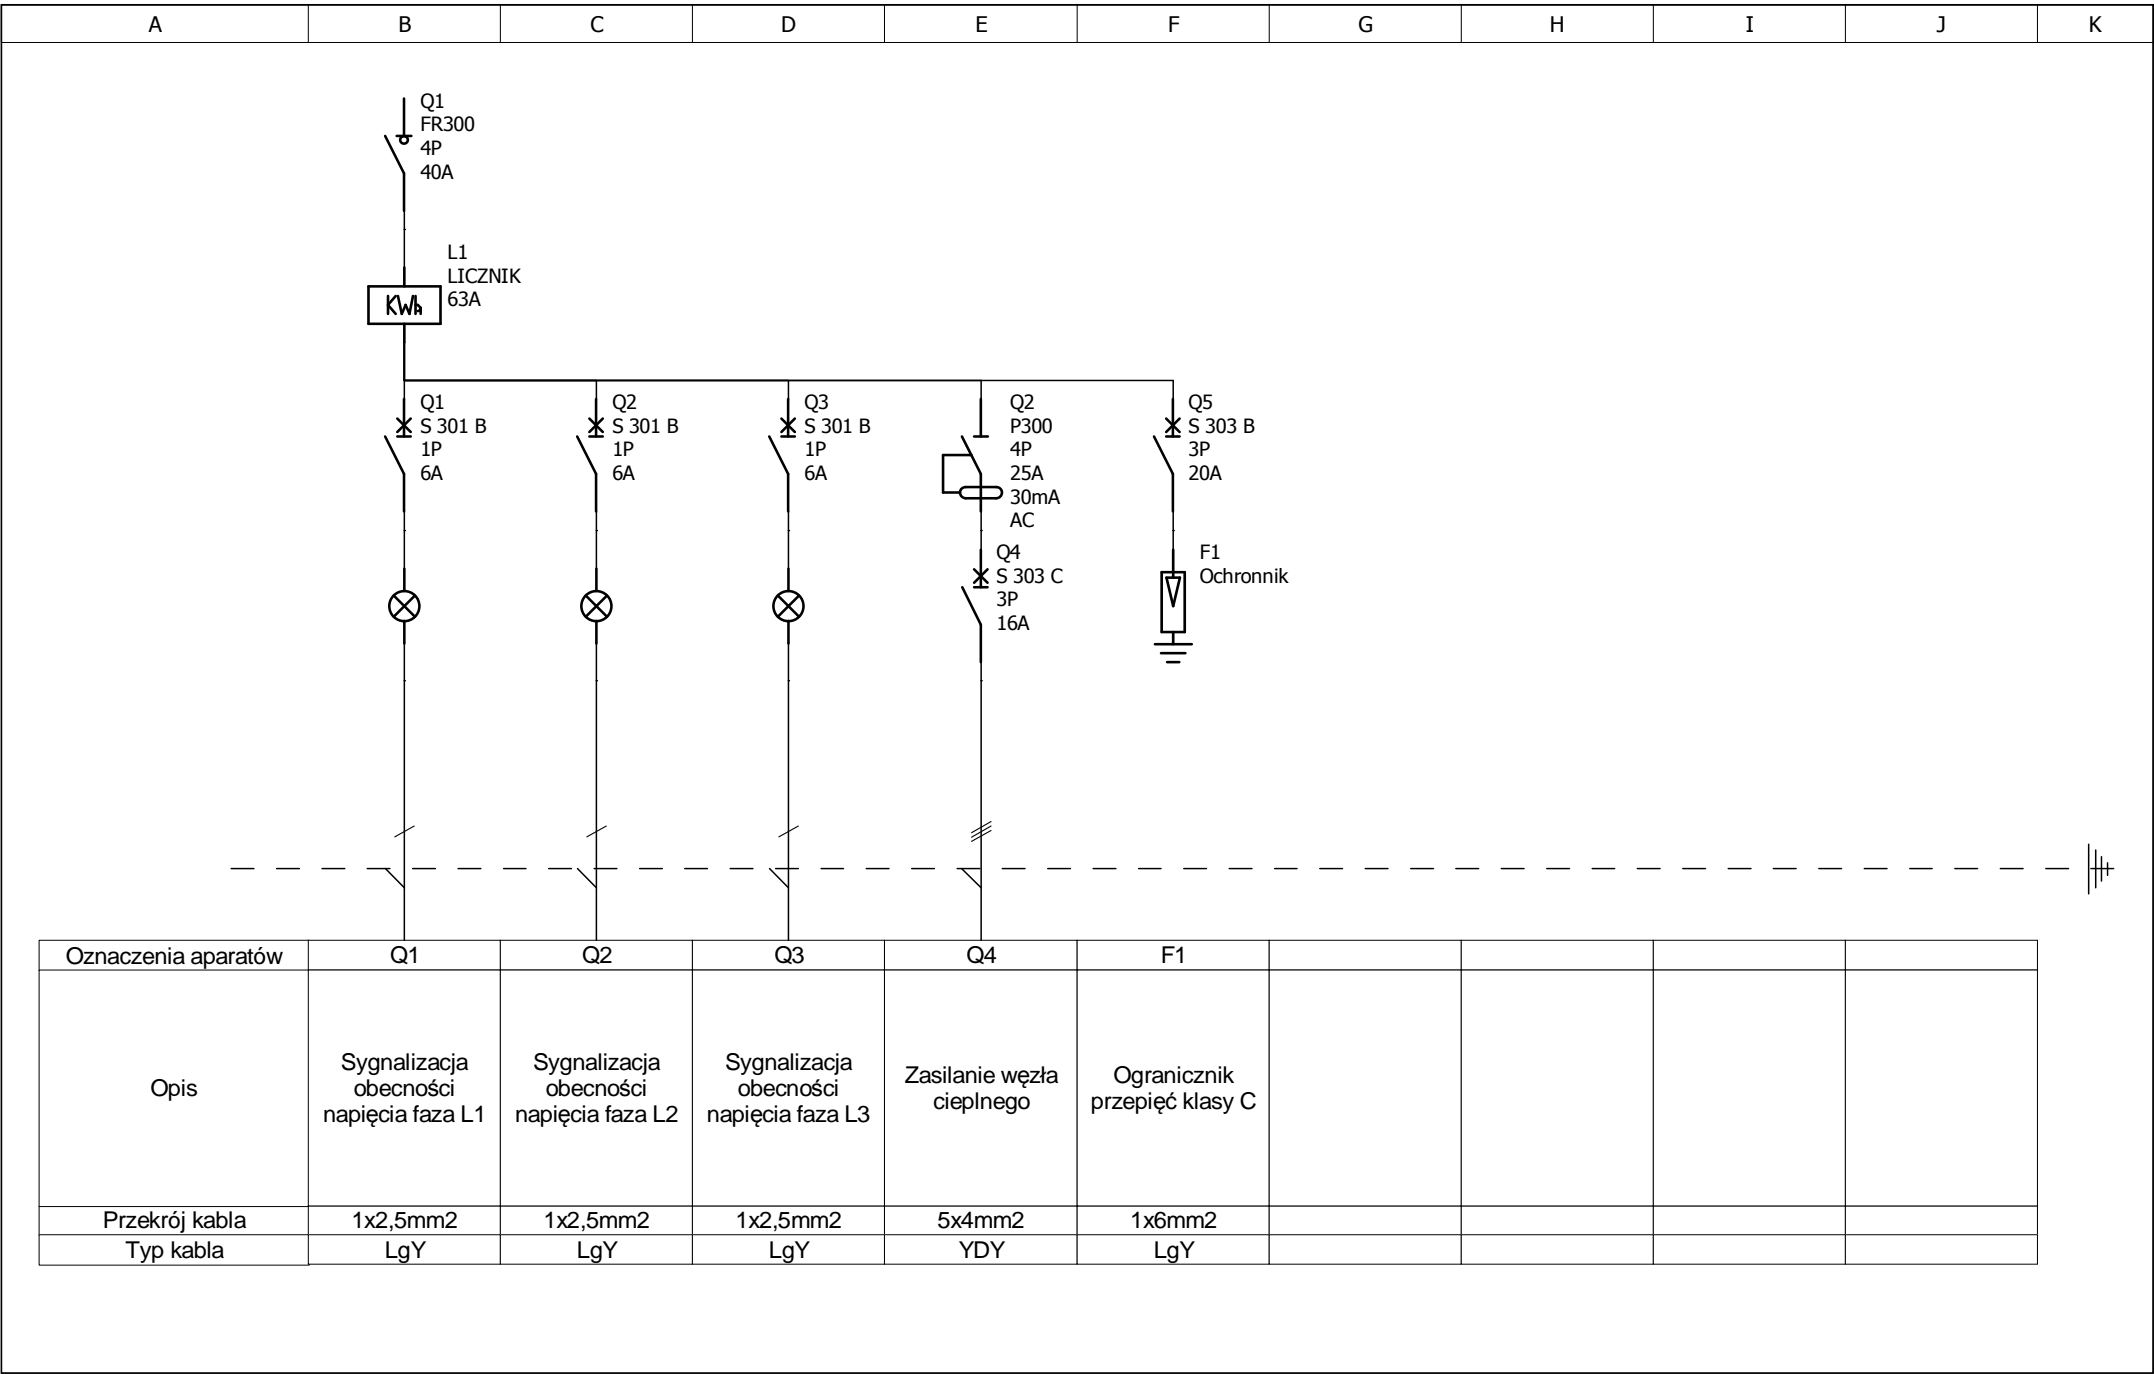 A B C D E F G H I J K
Q1
FR300
4P
40A
L1
LICZNIK
63A
KWh
Q1
S 301 B
1P
6A
Q2
S 301 B
1P
6A
Q3
S 301 B
1P
6A
Q2
P300
4P
25A
30mA
AC
Q4
S 303 C
3P
16A
Q5
S 303 B
3P
20A
F1
Ochronnik
Oznaczenia aparatów Q1 Q2 Q3 Q4 F1
Opis
Sygnalizacja
obecności
napięcia faza L1
Sygnalizacja
obecności
napięcia faza L2
Sygnalizacja
obecności
napięcia faza L3
Zasilanie węzła
cieplnego
Ogranicznik
przepięć klasy C
Przekrój kabla 1x2,5mm2 1x2,5mm2 1x2,5mm2 5x4mm2 1x6mm2
Typ kabla LgY LgY LgY YDY LgY